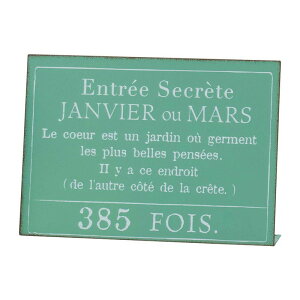 Entrée Secrète
JANVIER ou MARS
Le coeur est un jardin où germent
les plus belles pensées.
Il y a ce endroit
(de l'autre côté de la crête.)
385 FOIS.